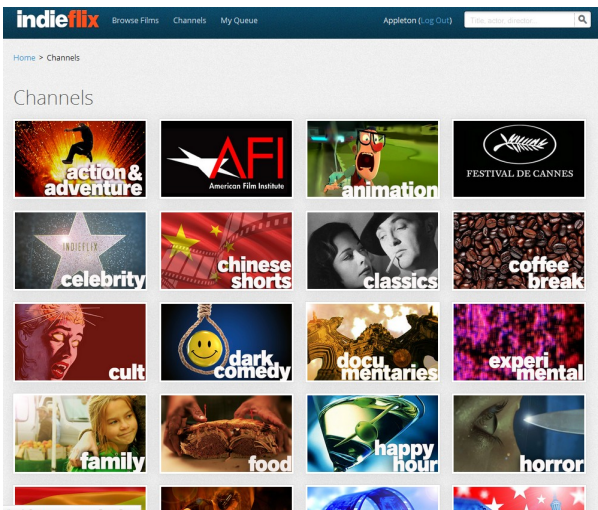 indieflix Browse Films Channels My Queue Appleton (Log Out) Title, actor, director...
Home > Channels
Channels
action &
adventure
AFI
American Film Institute
animation
FESTIVAL DE CANNES
INDIEFLIX
celebrity
chinese
shorts
classics
coffee
break
cult
dark
comedy
docu
mentaries
experi
mental
family
food
happy
hour
horror